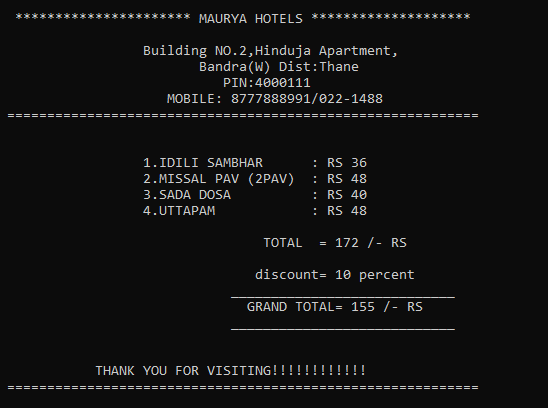 ********************** MAURYA HOTELS ********************
Building NO.2,Hinduja Apartment,
Bandra(W) Dist:Thane
PIN:4000111
MOBILE: 8777888991/022-1488
===========================================================
1.IDILI SAMBHAR : RS 36
2.MISSAL PAV (2PAV) : RS 48
3.SADA DOSA : RS 40
4.UTTAPAM : RS 48
TOTAL = 172 /- RS
discount= 10 percent
____________________________
GRAND TOTAL= 155 /- RS
____________________________
THANK YOU FOR VISITING!!!!!!!!!!!!
===========================================================